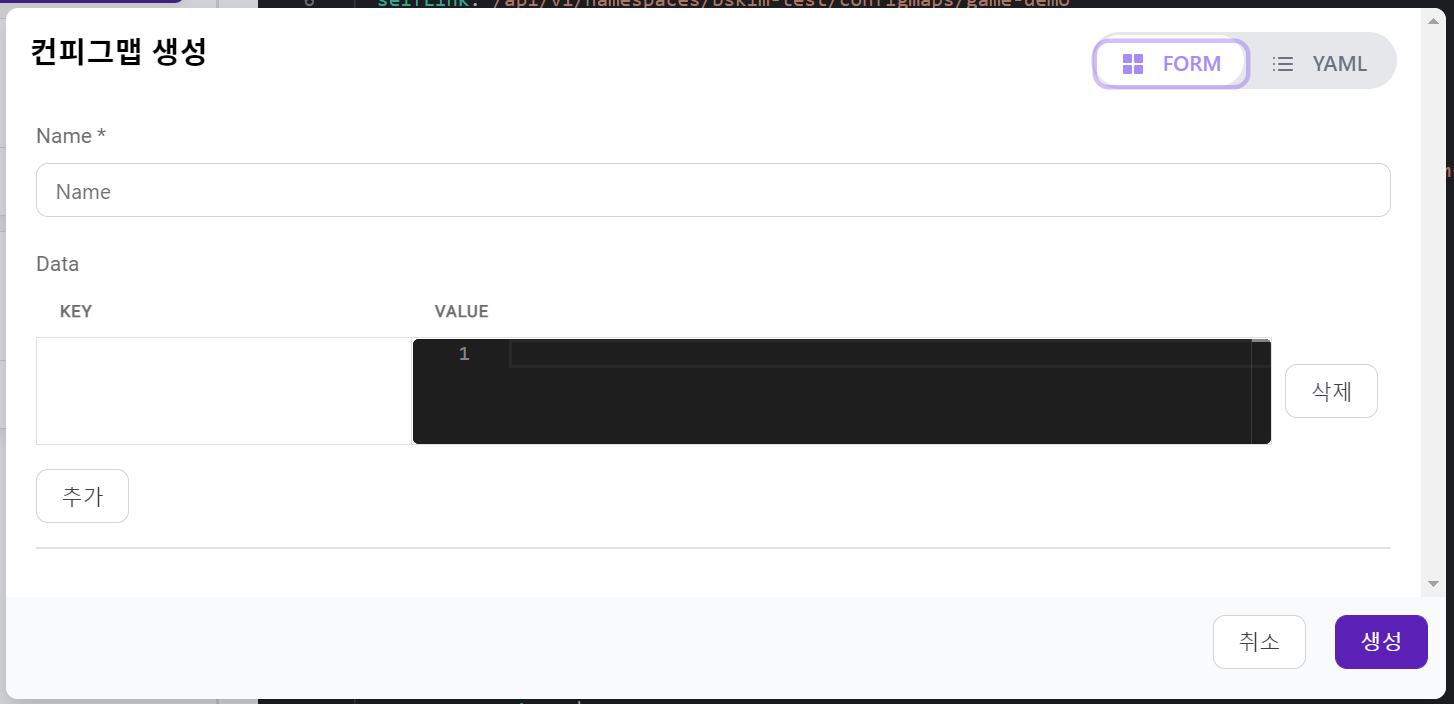 6 selfLink: /api/v1/namespaces/bskim-test/configmaps/game-demo
컨피그맵 생성
FORM
YAML
Name *
Name
Data
KEY VALUE
1
삭제
추가
취소
생성